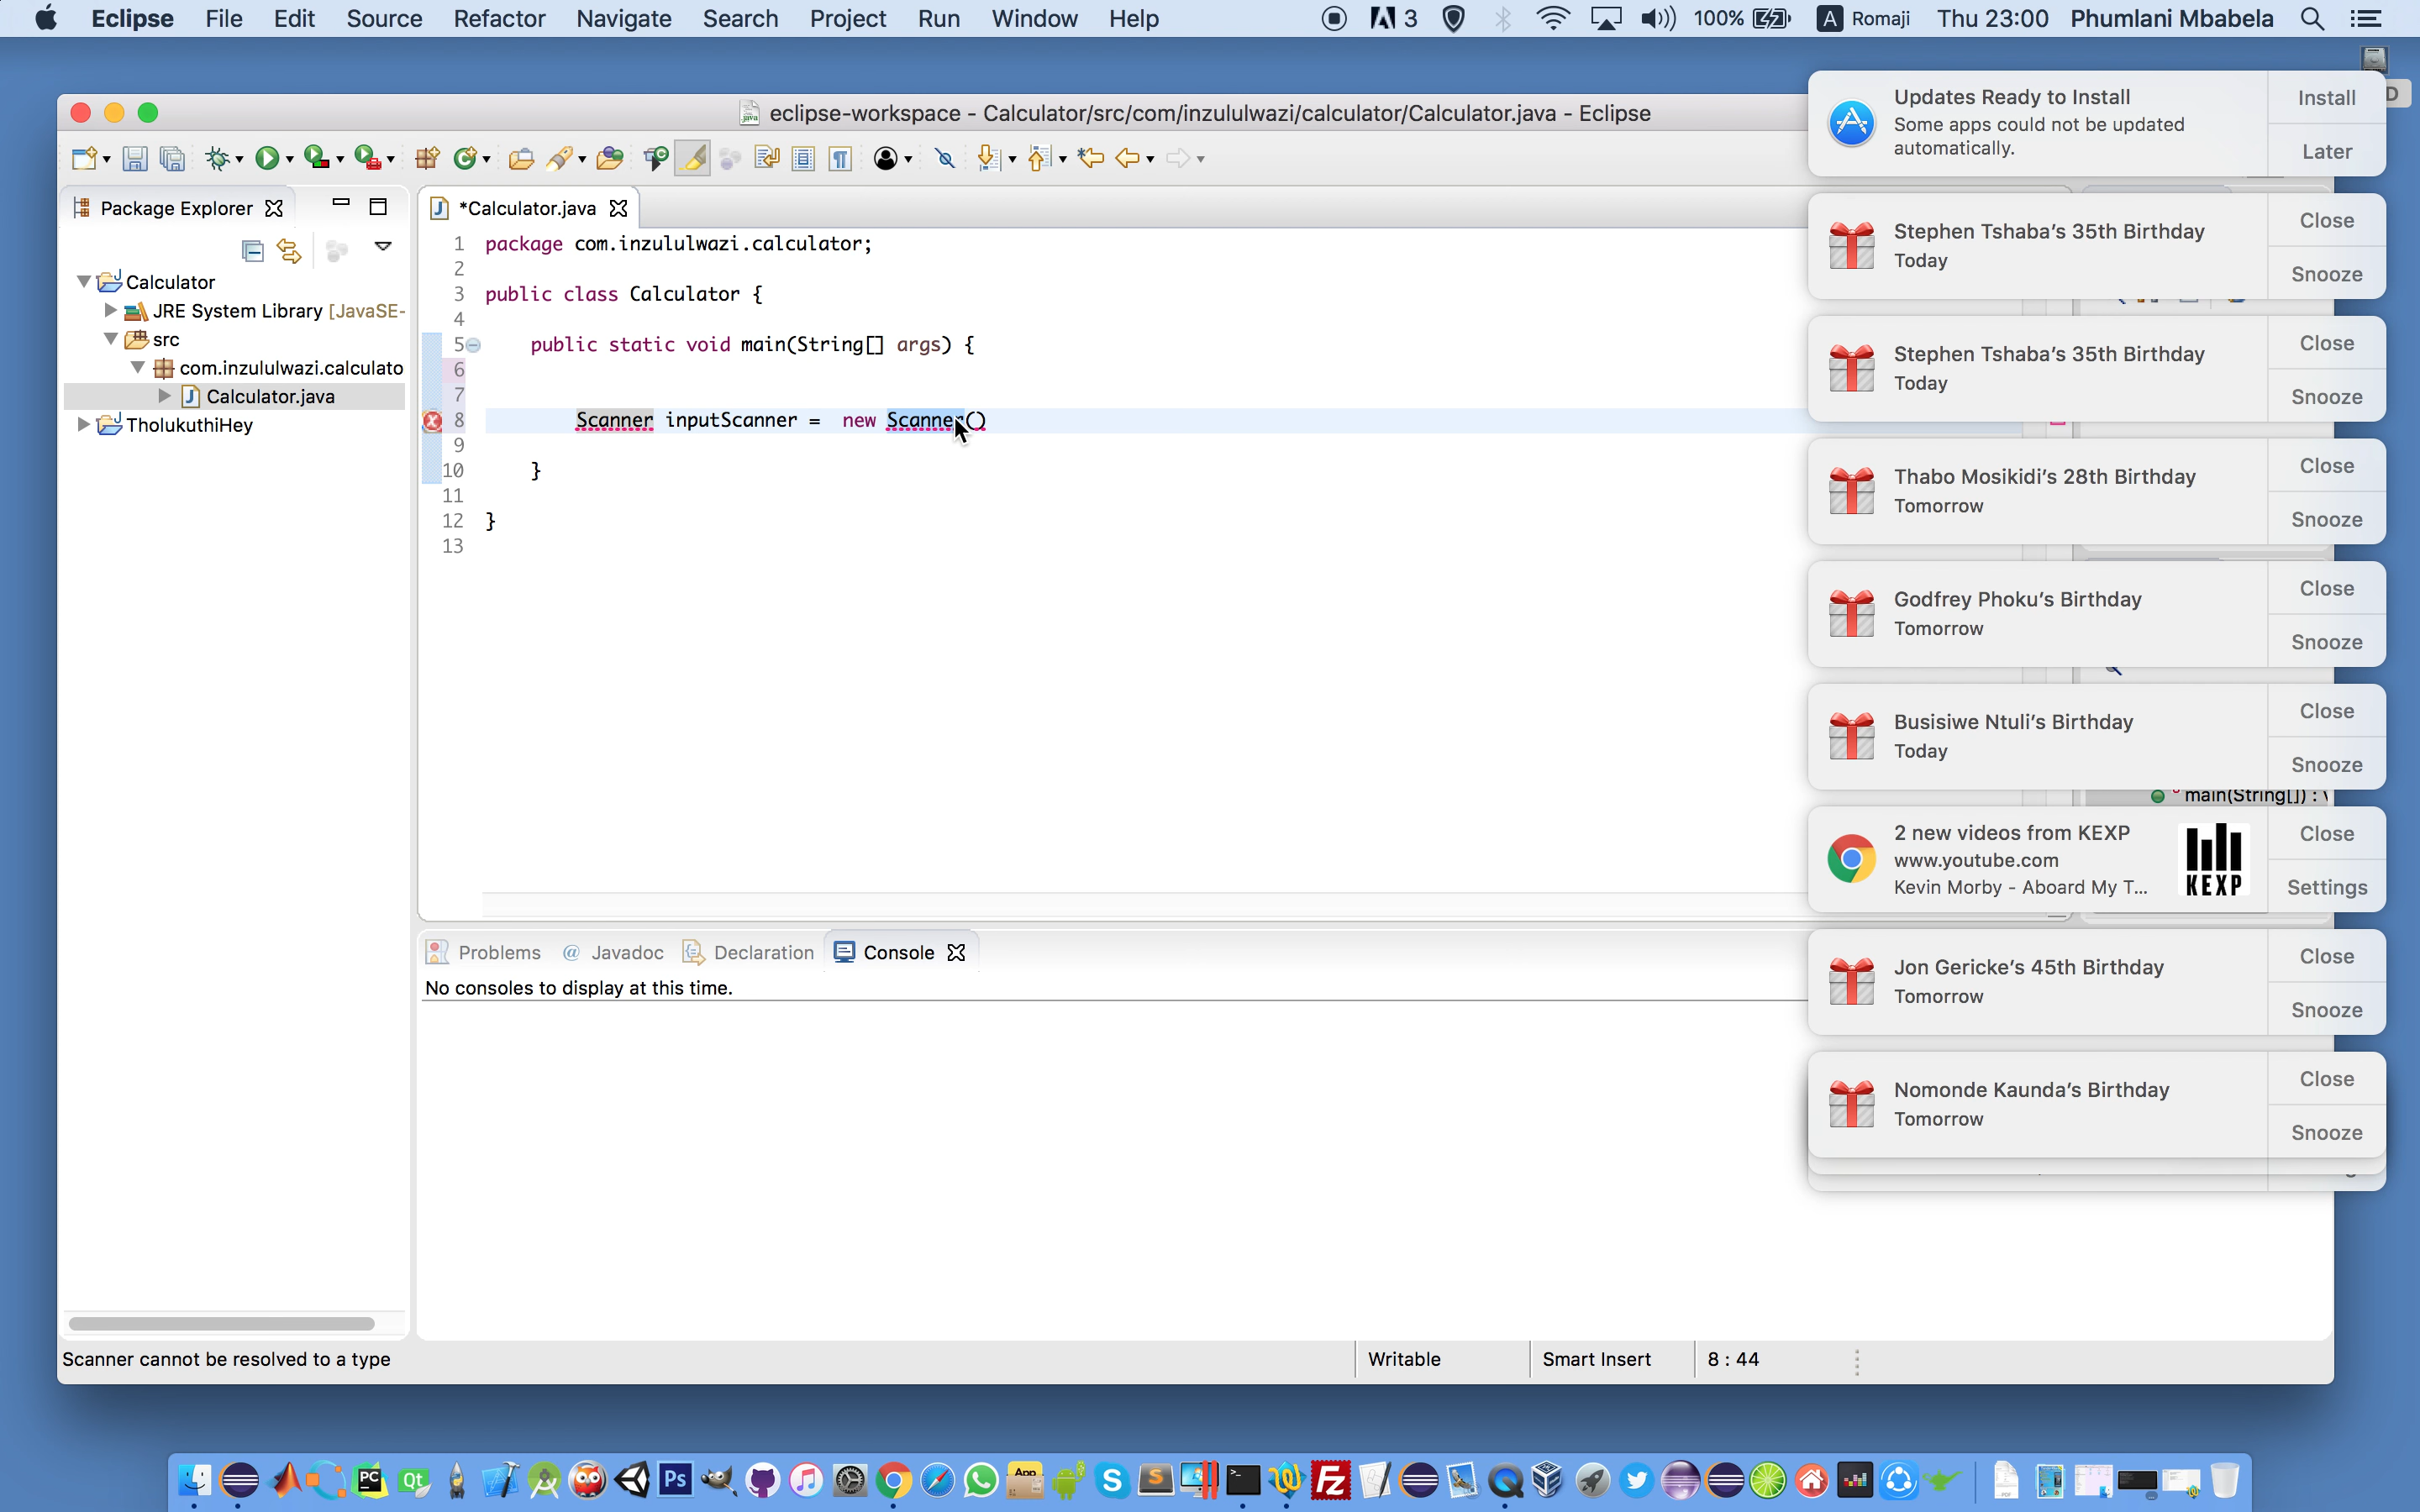 Eclipse File Edit Source Refactor Navigate Search Project Run Window Help 3 100% A Romaji Thu 23:00 Phumlani Mbabela
D
eclipse-workspace - Calculator/src/com/inzululwazi/calculator/Calculator.java - Eclipse
Package Explorer
Calculator
JRE System Library [JavaSE-
src
com.inzululwazi.calculato
Calculator.java
TholukuthiHey
*Calculator.java
1 package com.inzululwazi.calculator;
2
3 public class Calculator {
4
5 public static void main(String[] args) {
6
7
8 Scanner inputScanner = new Scanner()
9
10 }
11
12 }
13
main(String[]) :
Problems @ Javadoc Declaration Console
No consoles to display at this time.
Scanner cannot be resolved to a type
Writable
Smart Insert
8 : 44
Updates Ready to Install
Some apps could not be updated
automatically.
Install
Later
Stephen Tshaba's 35th Birthday
Today
Close
Snooze
Stephen Tshaba's 35th Birthday
Today
Close
Snooze
Thabo Mosikidi's 28th Birthday
Tomorrow
Close
Snooze
Godfrey Phoku's Birthday
Tomorrow
Close
Snooze
Busisiwe Ntuli's Birthday
Today
Close
Snooze
2 new videos from KEXP
www.youtube.com
Kevin Morby - Aboard My T...
KEXP
Close
Settings
Jon Gericke's 45th Birthday
Tomorrow
Close
Snooze
Nomonde Kaunda's Birthday
Tomorrow
Close
Snooze
PC Qt Ps App S S Fz